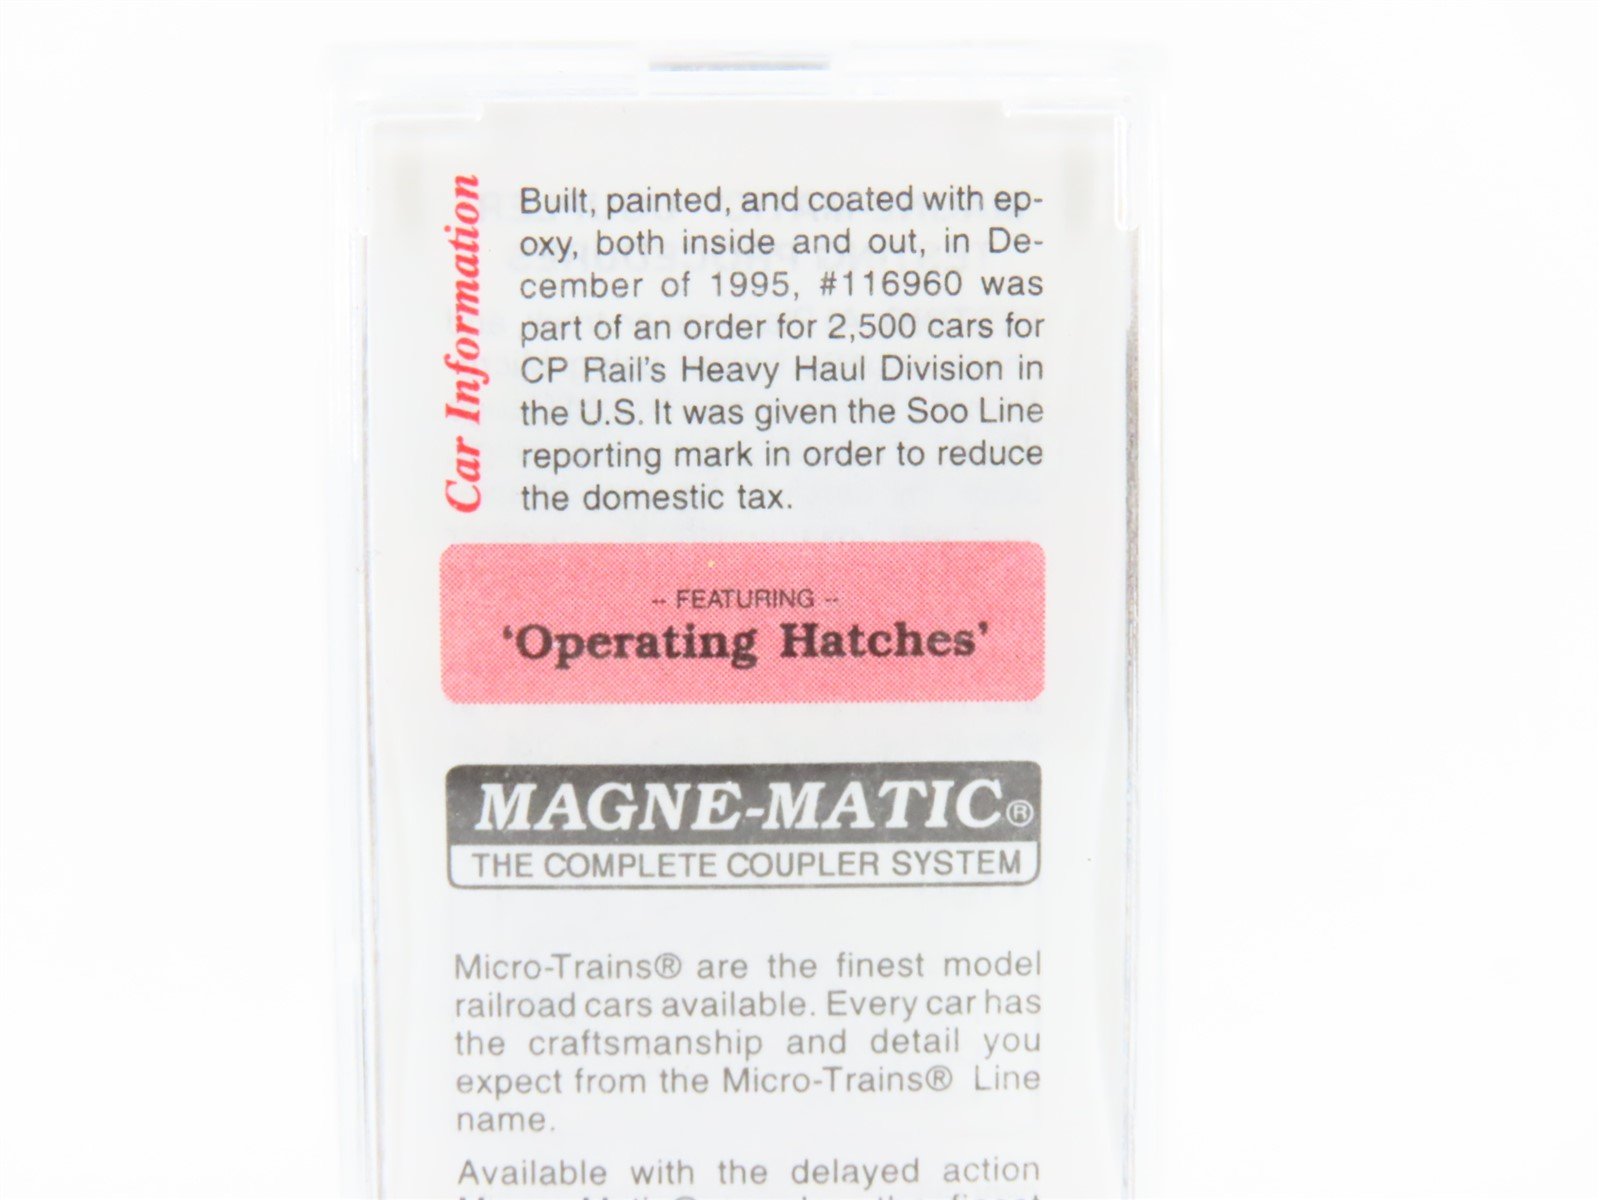 Car Information
Built, painted, and coated with ep-
oxy, both inside and out, in De-
cember of 1995, #116960 was
part of an order for 2,500 cars for
CP Rail's Heavy Haul Division in
the U.S. It was given the Soo Line
reporting mark in order to reduce
the domestic tax.
-- FEATURING --
'Operating Hatches'
MAGNE-MATIC®
THE COMPLETE COUPLER SYSTEM
Micro-Trains® are the finest model
railroad cars available. Every car has
the craftsmanship and detail you
expect from the Micro-Trains® Line
name.
Available with the delayed action